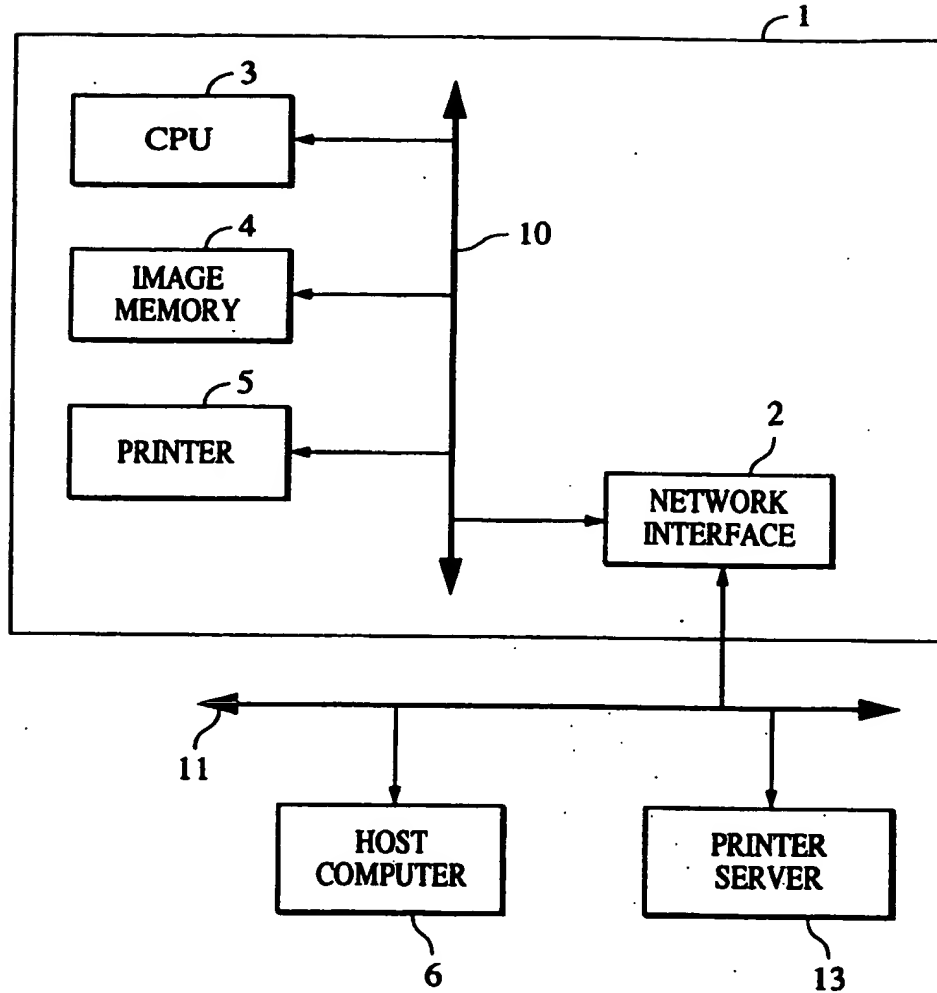 1
3
CPU
4
IMAGE
MEMORY
10
5
PRINTER
2
NETWORK
INTERFACE
11
HOST
COMPUTER
6
PRINTER
SERVER
13